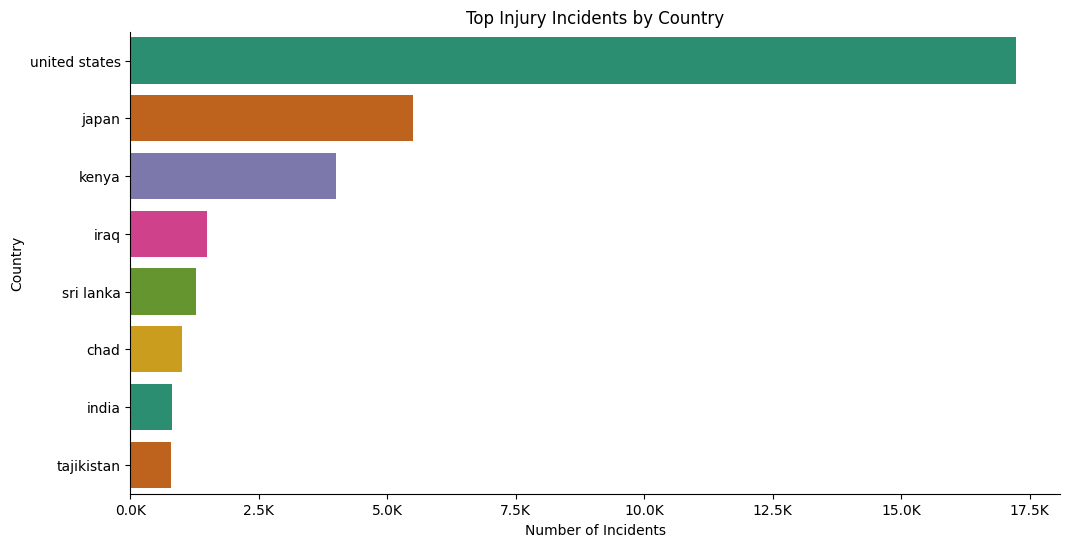 Top Injury Incidents by Country
united states
japan
kenya
iraq
sri lanka
chad
india
tajikistan
Country
0.0K 2.5K 5.0K 7.5K 10.0K 12.5K 15.0K 17.5K
Number of Incidents